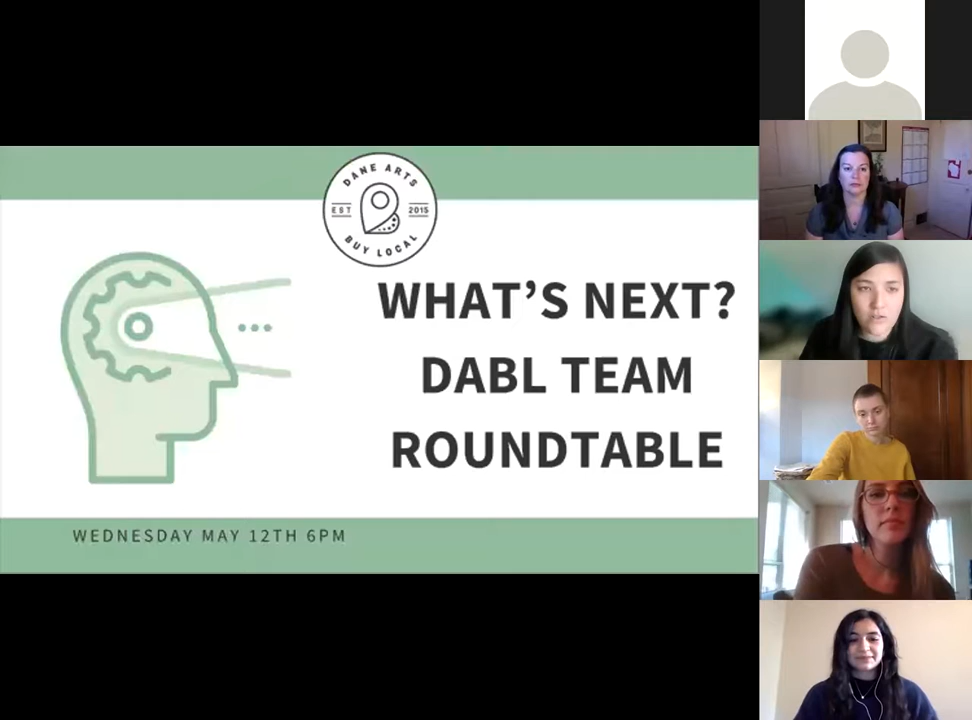 DANE ARTS
EST 2015
BUY LOCAL
WHAT'S NEXT?
DABL TEAM
ROUNDTABLE
WEDNESDAY MAY 12TH 6PM